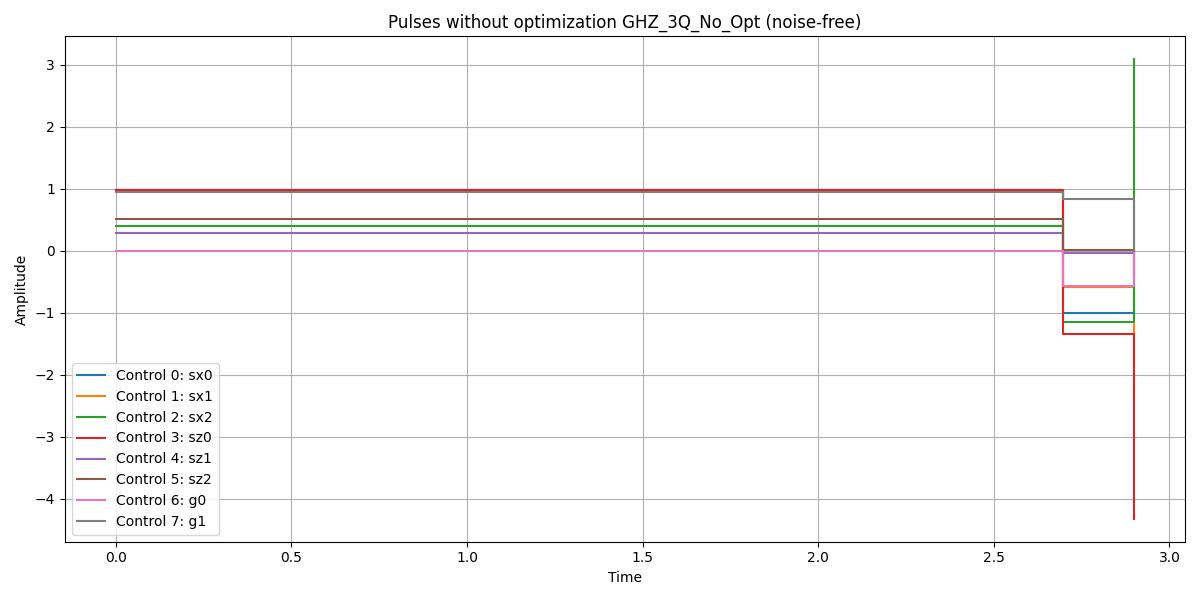 Pulses without optimization GHZ_3Q_No_Opt (noise-free)
3
2
1
0
−1
−2
−3
−4
Amplitude
Control 0: sx0
Control 1: sx1
Control 2: sx2
Control 3: sz0
Control 4: sz1
Control 5: sz2
Control 6: g0
Control 7: g1
0.0 0.5 1.0 1.5 2.0 2.5 3.0
Time